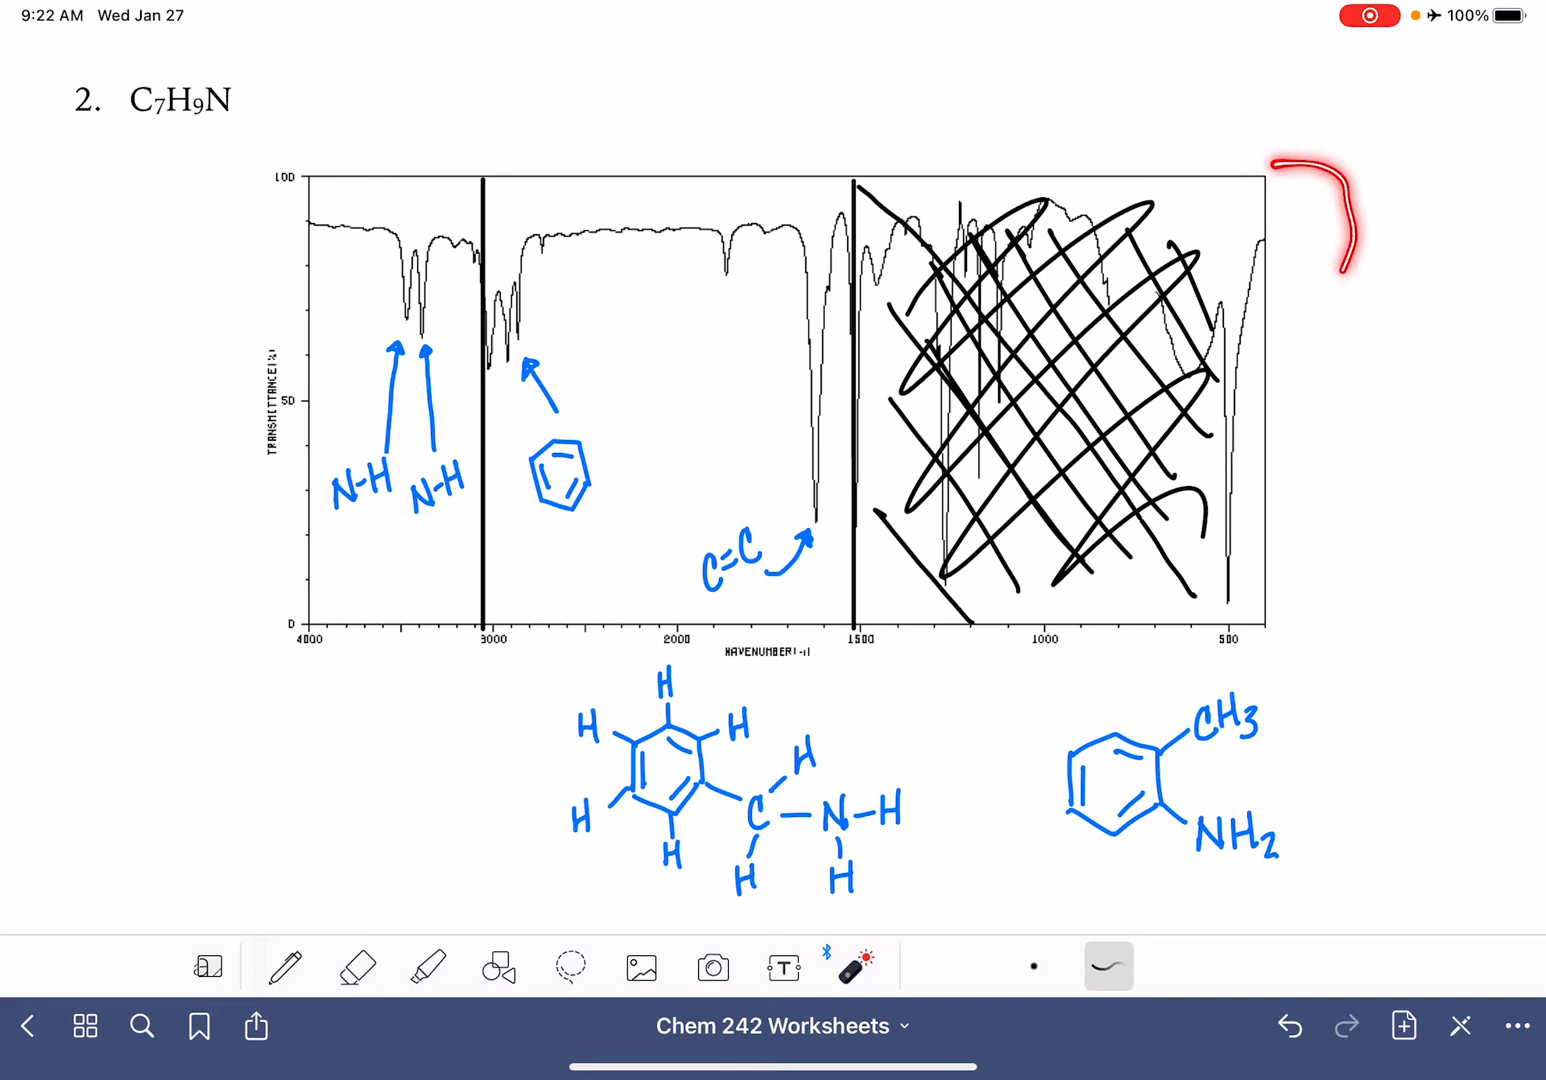 9:22 AM Wed Jan 27
100%
2. C₇H₉N
100
TRANSMETTANCE(%)
50
0
4000 3000 2000 1500 1000 500
WAVENUMBER(-1)
N-H N-H
C=C
H
H H
H
C - N - H
H
H
H H
CH3
NH2
T
Chem 242 Worksheets